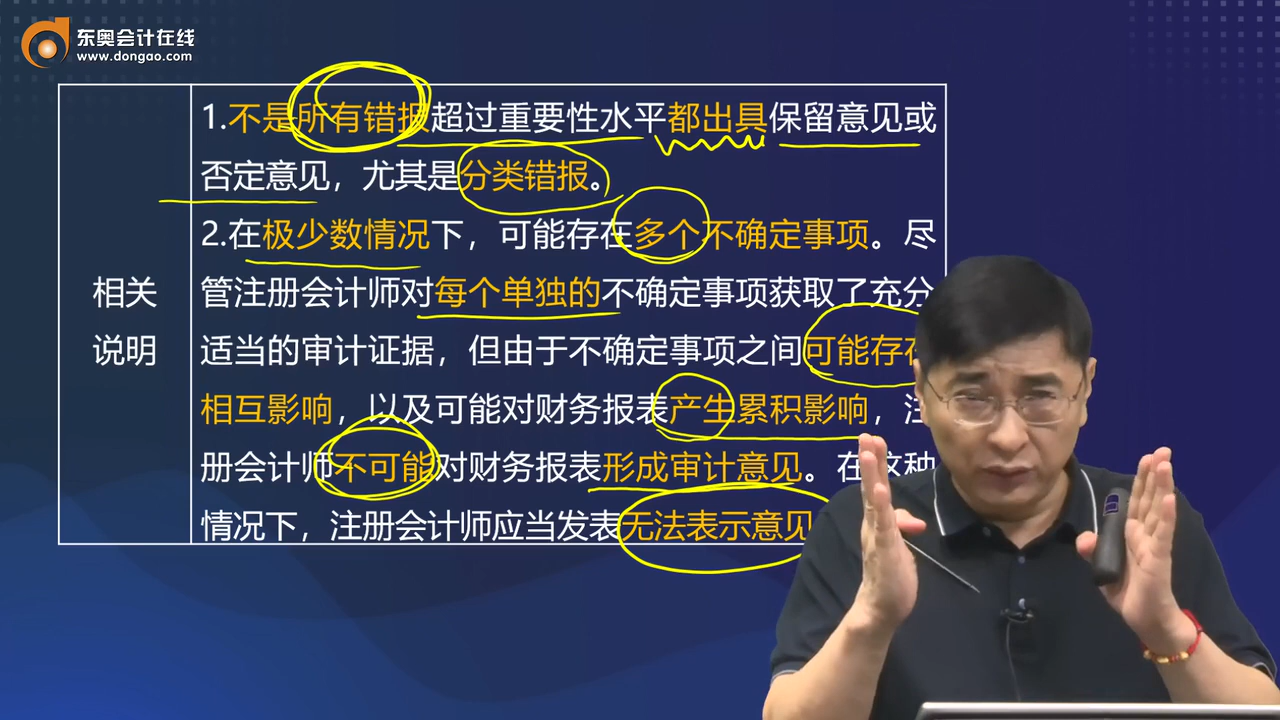 东奥会计在线
www.dongao.com
1.不是所有错报超过重要性水平都出具保留意见或
否定意见，尤其是分类错报。
2.在极少数情况下，可能存在多个不确定事项。尽
相关
管注册会计师对每个单独的不确定事项获取了充分
说明
适当的审计证据，但由于不确定事项之间可能存在
相互影响，以及可能对财务报表产生累积影响，注
册会计师不可能对财务报表形成审计意见。在这种
情况下，注册会计师应当发表无法表示意见